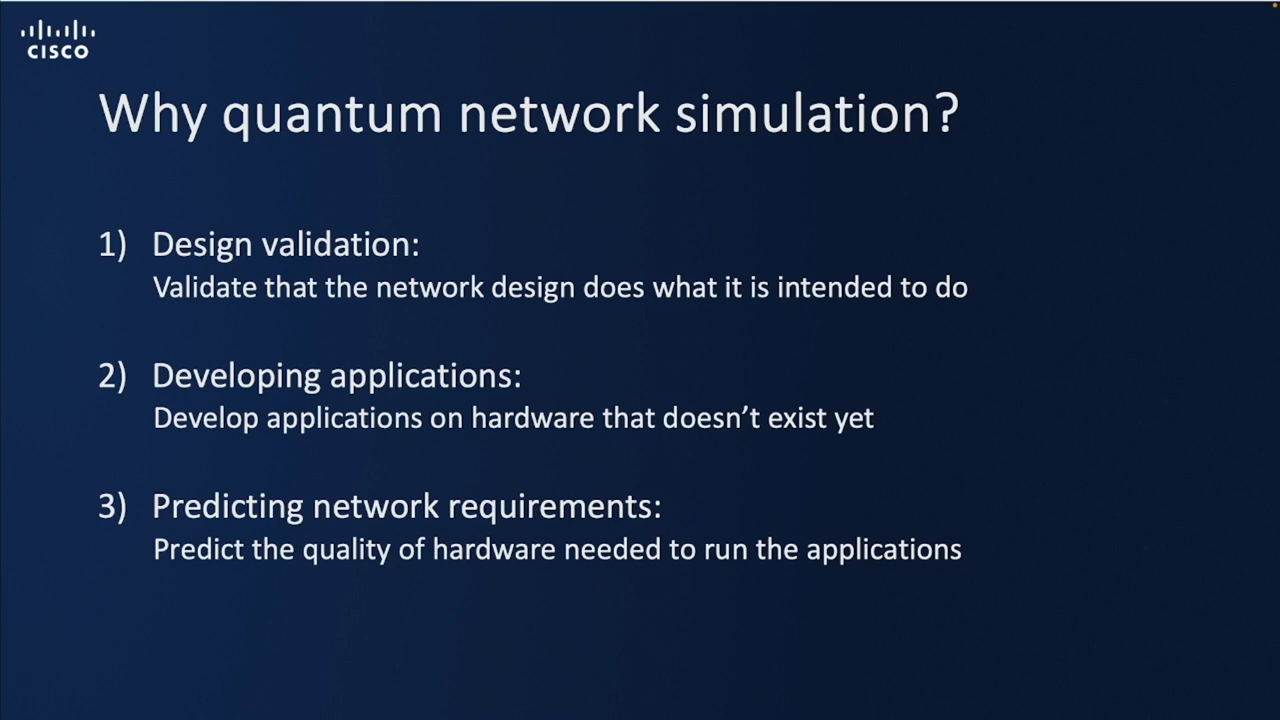 CISCO
Why quantum network simulation?
1) Design validation:
Validate that the network design does what it is intended to do
2) Developing applications:
Develop applications on hardware that doesn’t exist yet
3) Predicting network requirements:
Predict the quality of hardware needed to run the applications